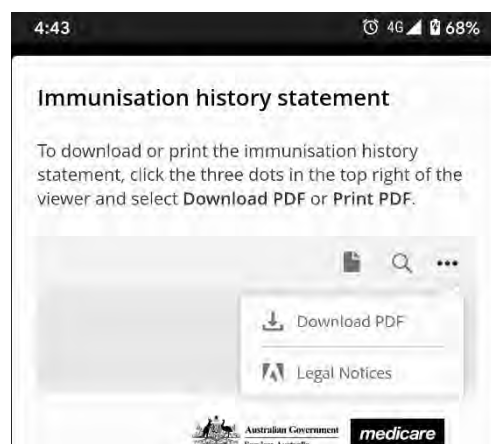 4:43 4G 68%
Immunisation history statement
To download or print the immunisation history
statement, click the three dots in the top right of the
viewer and select Download PDF or Print PDF.
Download PDF
Legal Notices
Australian Government medicare